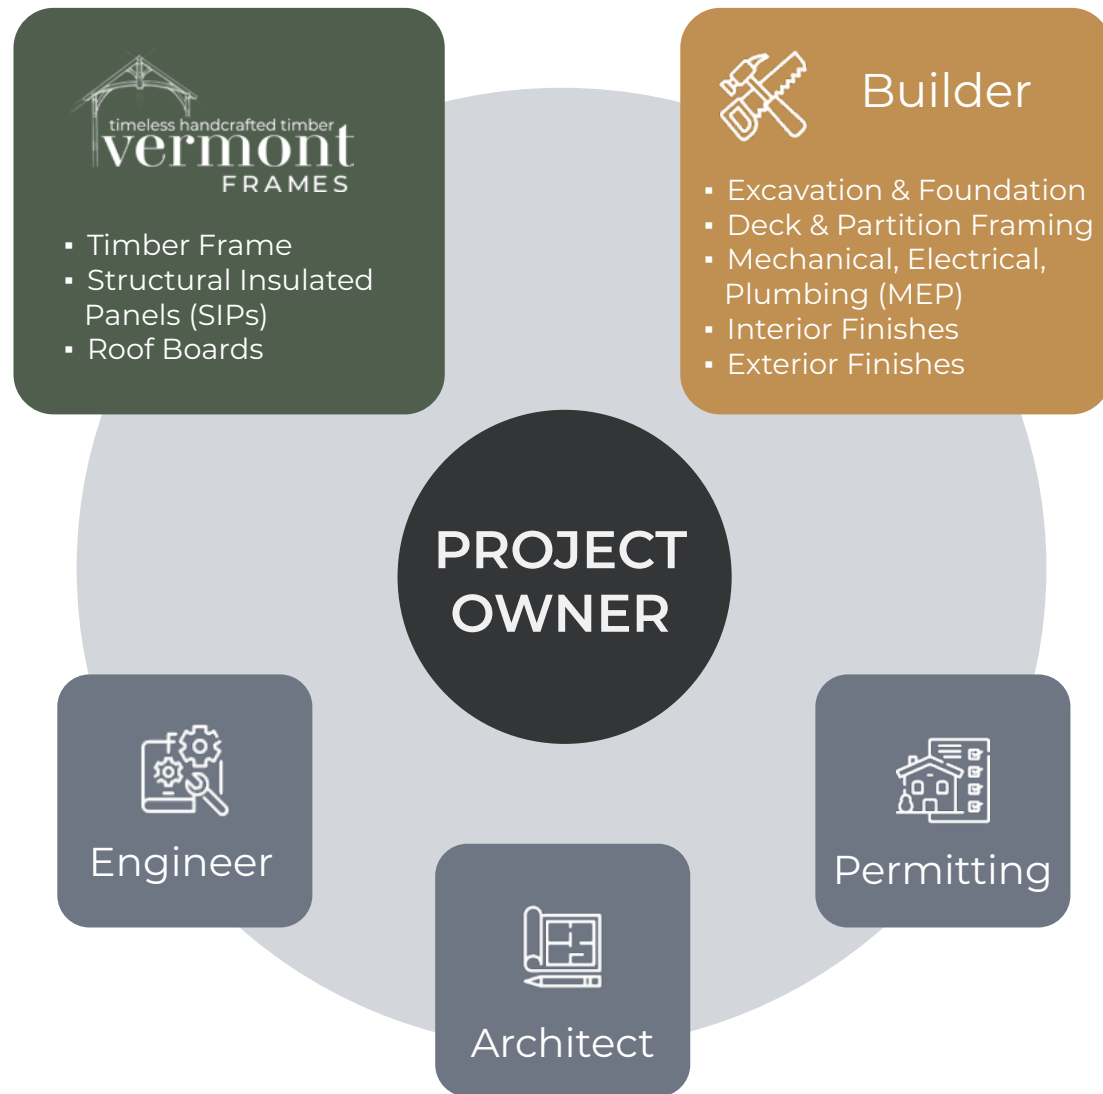 timeless handcrafted timber
vermont
FRAMES
▪ Timber Frame
▪ Structural Insulated
Panels (SIPs)
▪ Roof Boards
Builder
▪ Excavation & Foundation
▪ Deck & Partition Framing
▪ Mechanical, Electrical,
Plumbing (MEP)
▪ Interior Finishes
▪ Exterior Finishes
PROJECT
OWNER
Engineer
Architect
Permitting